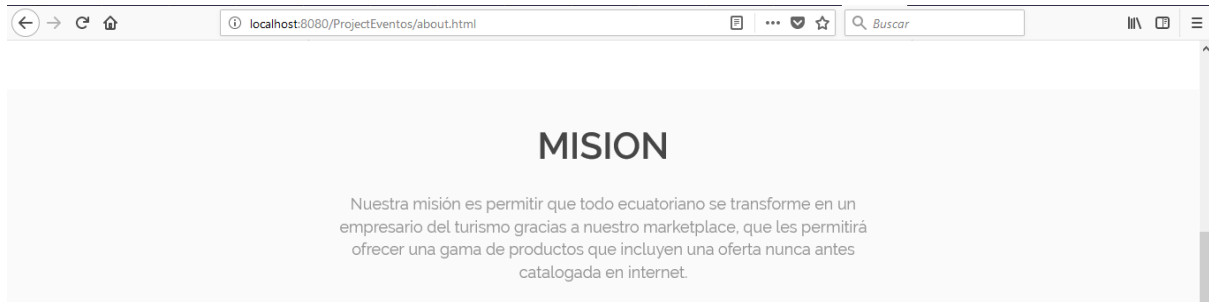 localhost:8080/ProjectEventos/about.html
Buscar
MISION
Nuestra misión es permitir que todo ecuatoriano se transforme en un
empresario del turismo gracias a nuestro marketplace, que les permitirá
ofrecer una gama de productos que incluyen una oferta nunca antes
catalogada en internet.